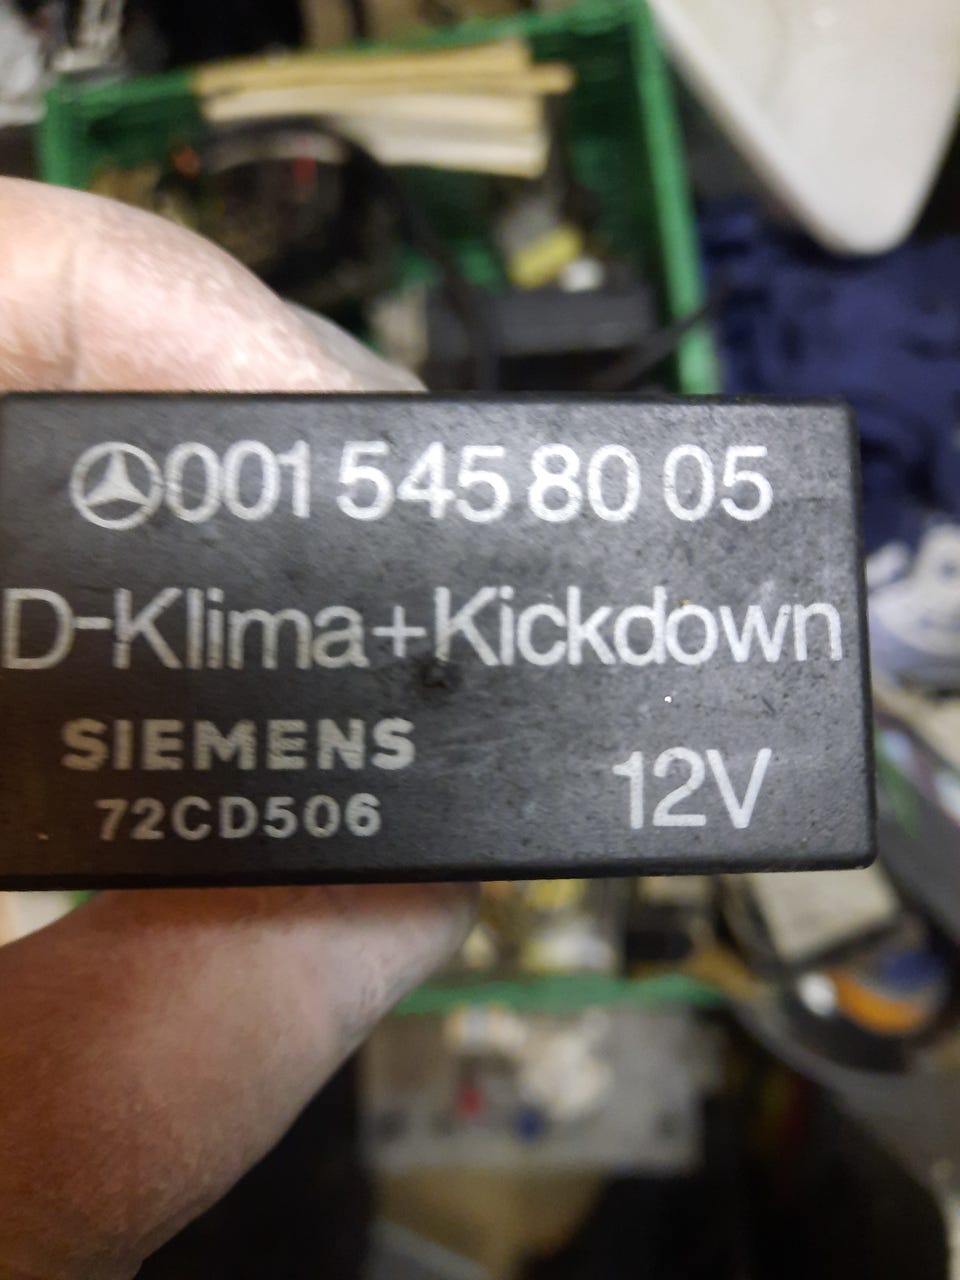 001 545 80 05
D-Klima+Kickdown
SIEMENS
72CD506
12V